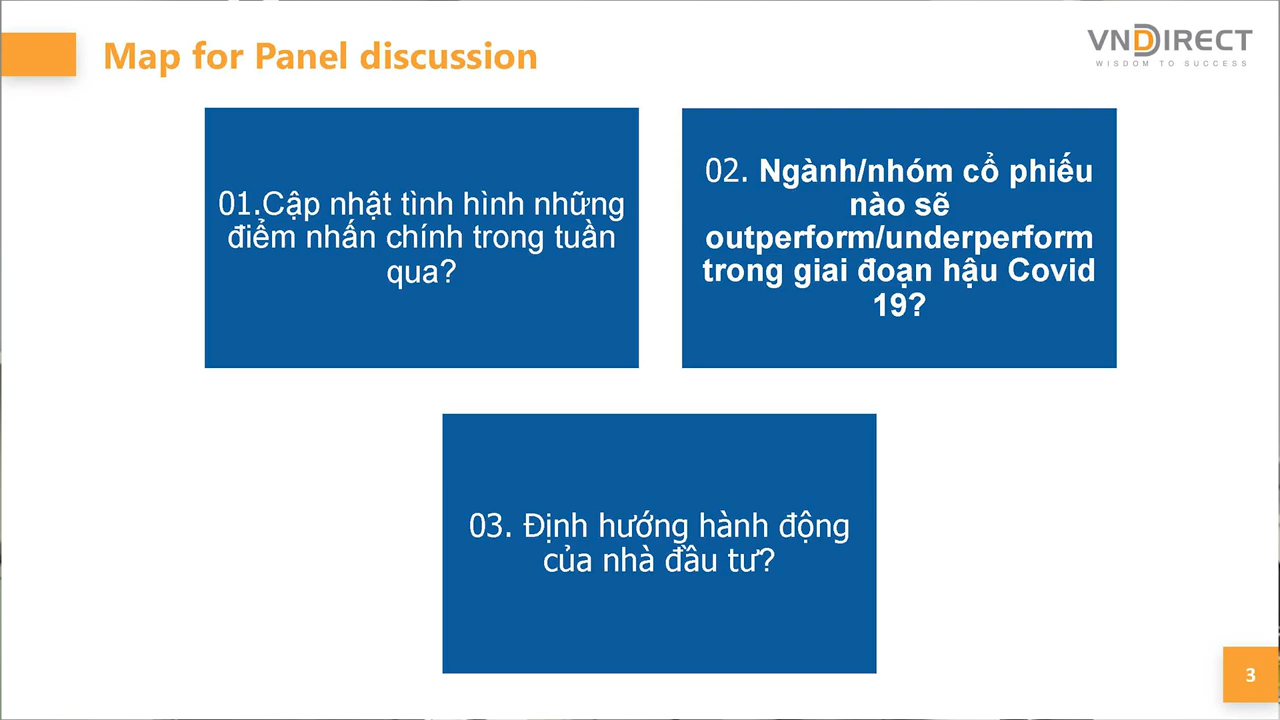 Map for Panel discussion
VNDIRECT
WISDOM TO SUCCESS
01.Cập nhật tình hình những
điểm nhấn chính trong tuần
qua?
02. Ngành/nhóm cổ phiếu
nào sẽ
outperform/underperform
trong giai đoạn hậu Covid
19?
03. Định hướng hành động
của nhà đầu tư?
3